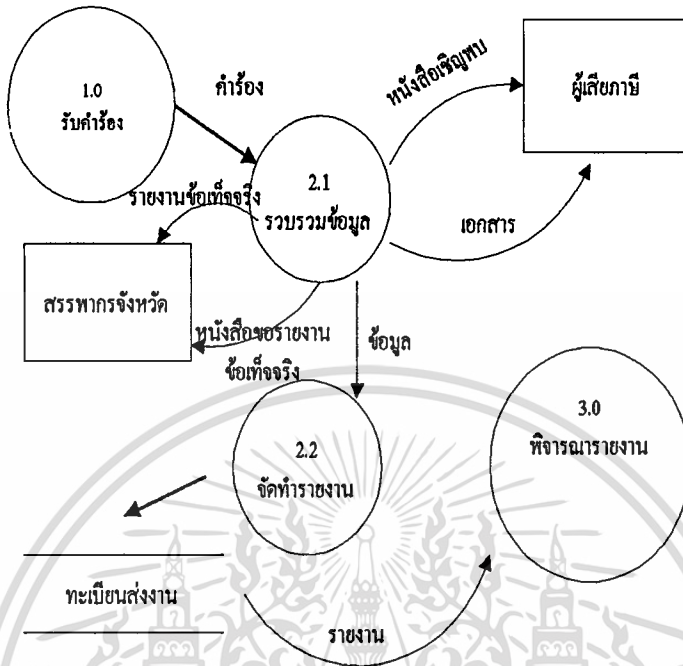 1.0
รับคำร้อง
คำร้อง
หนังสือเชิญพบ
ผู้เสียภาษี
2.1
รวบรวมข้อมูล
รายงานข้อเท็จจริง
เอกสาร
สรรพากรจังหวัด
หนังสือขอรายงาน
ข้อเท็จจริง
ข้อมูล
2.2
จัดทำรายงาน
3.0
พิจารณารายงาน
ทะเบียนส่งงาน
รายงาน